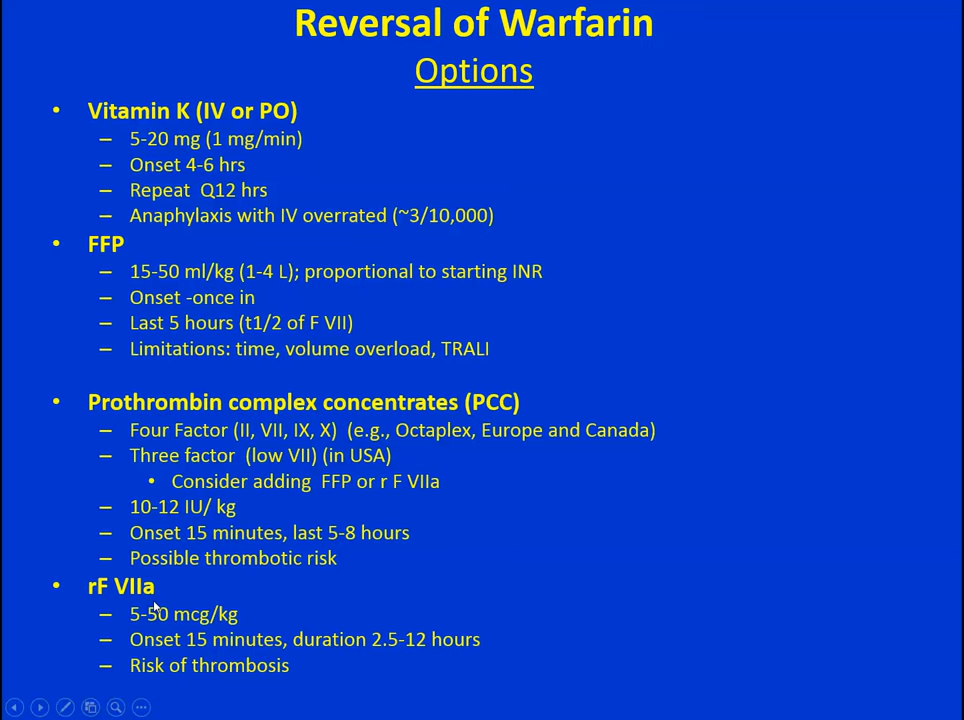 Reversal of Warfarin
Options
• Vitamin K (IV or PO)
– 5-20 mg (1 mg/min)
– Onset 4-6 hrs
– Repeat Q12 hrs
– Anaphylaxis with IV overrated (~3/10,000)
• FFP
– 15-50 ml/kg (1-4 L); proportional to starting INR
– Onset -once in
– Last 5 hours (t1/2 of F VII)
– Limitations: time, volume overload, TRALI
• Prothrombin complex concentrates (PCC)
– Four Factor (II, VII, IX, X) (e.g., Octaplex, Europe and Canada)
– Three factor (low VII) (in USA)
• Consider adding FFP or r F VIIa
– 10-12 IU/ kg
– Onset 15 minutes, last 5-8 hours
– Possible thrombotic risk
• rF VIIa
– 5-50 mcg/kg
– Onset 15 minutes, duration 2.5-12 hours
– Risk of thrombosis